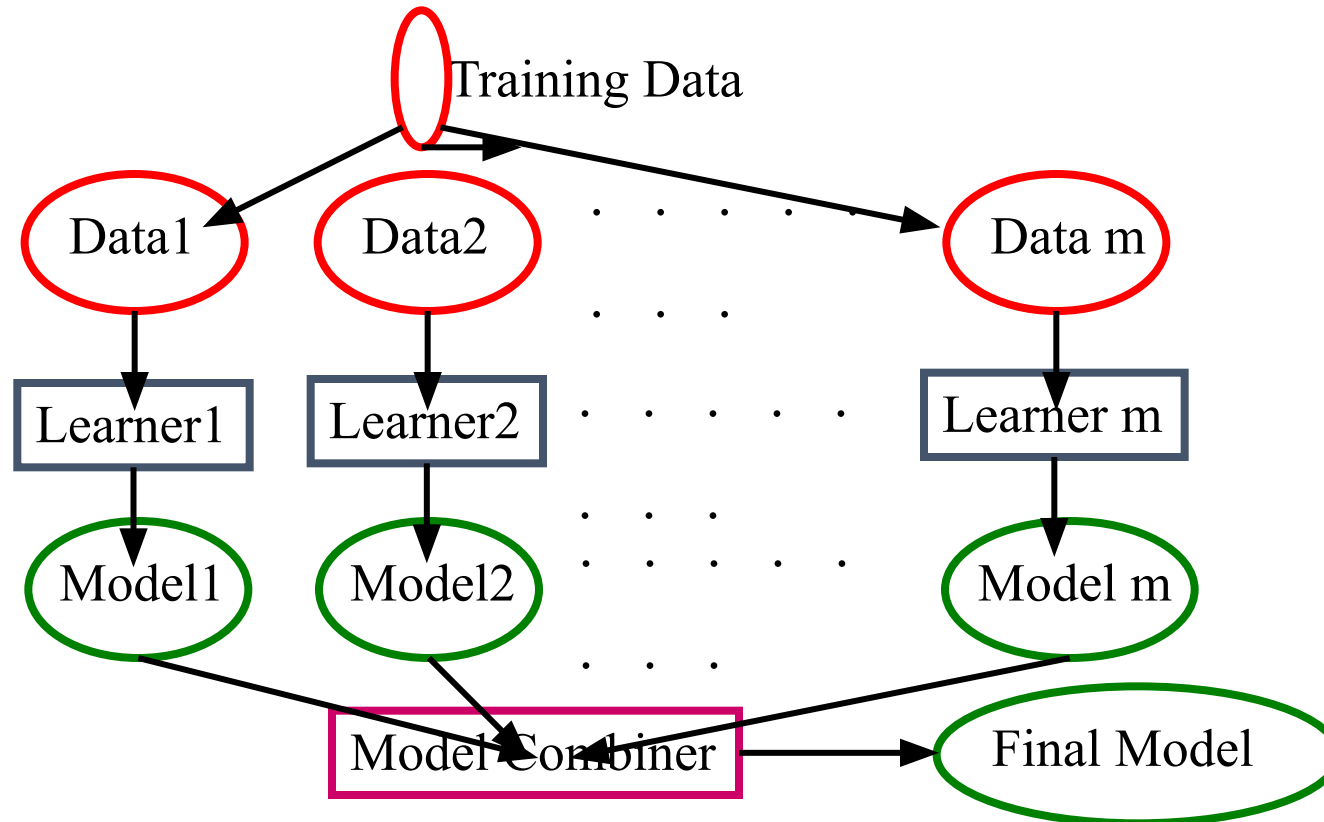 Training Data
Data1 Data2 . . . . . Data m
. . .
Learner1 Learner2 . . . . . Learner m
. . .
Model1 Model2 . . . . . Model m
. . .
Model Combiner Final Model